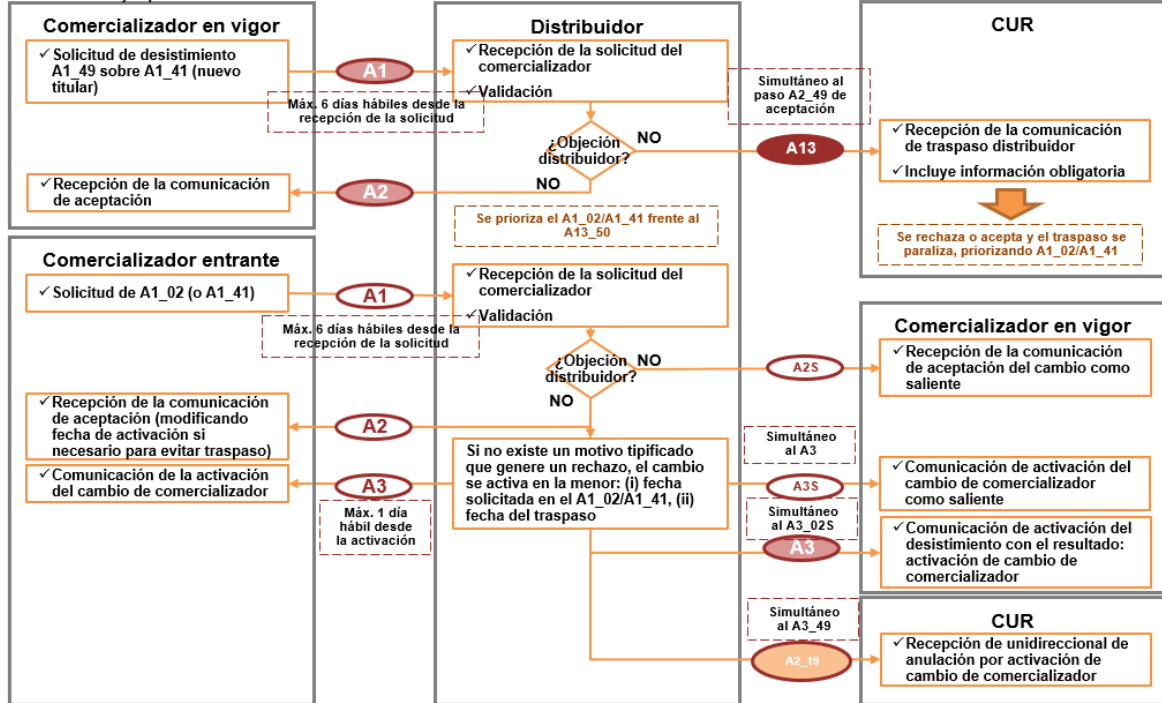 Comercializador en vigor
✓Solicitud de desistimiento
A1_49 sobre A1_41 (nuevo
titular)
A1
Máx. 6 días hábiles desde la
recepción de la solicitud
✓Recepción de la comunicación
de aceptación
A2
Distribuidor
✓Recepción de la solicitud del
comercializador
✓Validación
¿Objeción
distribuidor?
NO
NO
Se prioriza el A1_02/A1_41 frente al
A13_50
Simultáneo al
paso A2_49 de
aceptación
A13
CUR
✓Recepción de la comunicación
de traspaso distribuidor
✓Incluye información obligatoria
Se rechaza o acepta y el traspaso se
paraliza, priorizando A1_02/A1_41
Comercializador entrante
✓Solicitud de A1_02 (o A1_41)
A1
Máx. 6 días hábiles desde la
recepción de la solicitud
✓Recepción de la solicitud del
comercializador
✓Validación
¿Objeción
distribuidor?
NO
NO
A2S
Comercializador en vigor
✓Recepción de la comunicación
de aceptación del cambio como
saliente
✓Recepción de la comunicación
de aceptación (modificando
fecha de activación si
necesario para evitar traspaso)
A2
✓Comunicación de la activación
del cambio de comercializador
A3
Máx. 1 día
hábil desde
la activación
Si no existe un motivo tipificado
que genere un rechazo, el cambio
se activa en la menor: (i) fecha
solicitada en el A1_02/A1_41, (ii)
fecha del traspaso
Simultáneo
al A3
A3S
✓Comunicación de activación del
cambio de comercializador
como saliente
Simultáneo
al A3_02S
A3
✓Comunicación de activación del
desistimiento con el resultado:
activación de cambio de
comercializador
Simultáneo
al A3_49
A2_19
CUR
✓Recepción de unidireccional de
anulación por activación de
cambio de comercializador